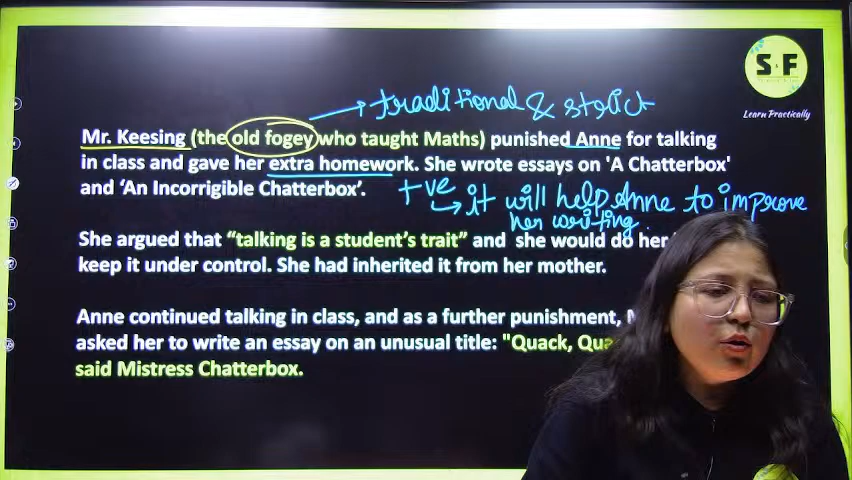 S&F
Learn Practically
traditional & strict
Mr. Keesing (the old fogey who taught Maths) punished Anne for talking
in class and gave her extra homework. She wrote essays on 'A Chatterbox'
and ‘An Incorrigible Chatterbox’.
+ve it will help Anne to improve
her writing.
She argued that “talking is a student’s trait” and she would do her
keep it under control. She had inherited it from her mother.
Anne continued talking in class, and as a further punishment,
asked her to write an essay on an unusual title: "Quack,
said Mistress Chatterbox.